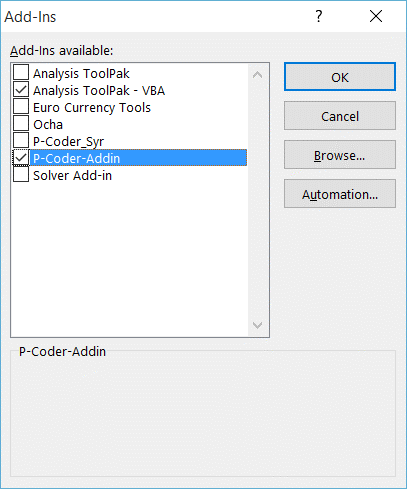 Add-Ins
?
Add-Ins available:
Analysis ToolPak
Analysis ToolPak - VBA
Euro Currency Tools
Ocha
P-Coder_Syr
P-Coder-Addin
Solver Add-in
OK
Cancel
Browse...
Automation...
P-Coder-Addin